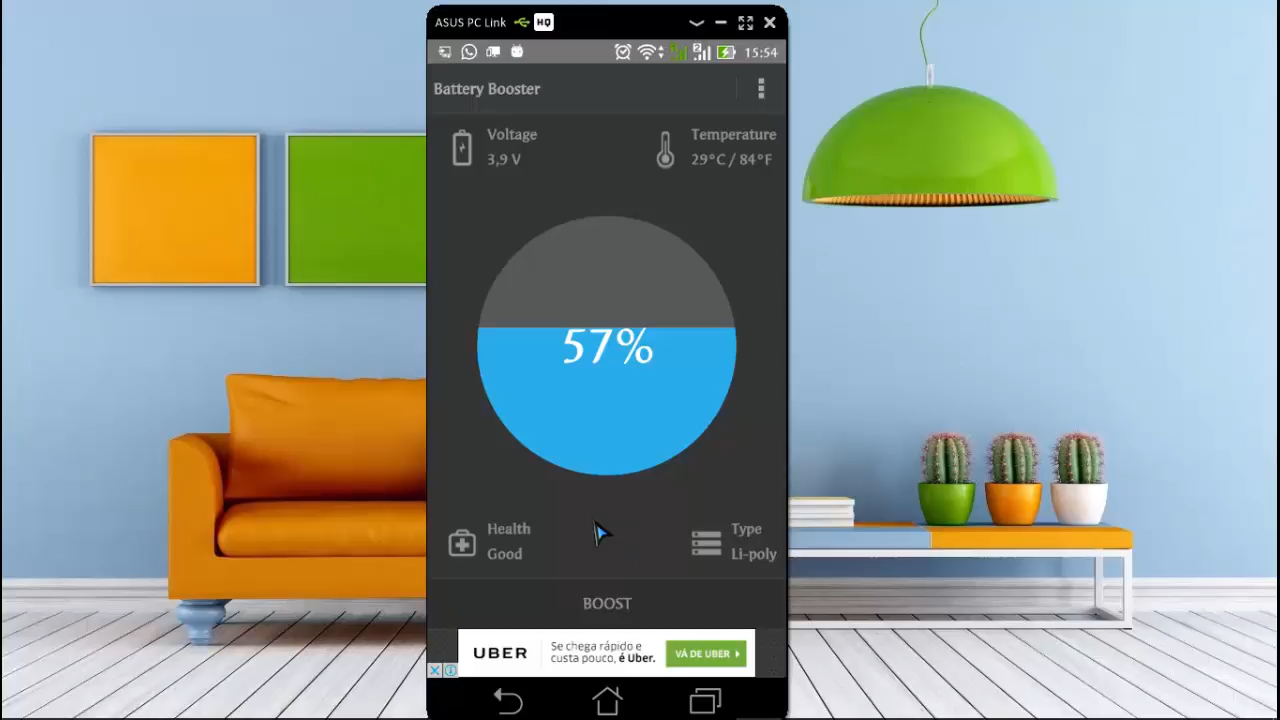 ASUS PC Link HQ
2 15:54
Battery Booster
Voltage
3,9 V
Temperature
29°C / 84°F
57%
Health
Good
Type
Li-poly
BOOST
UBER
Se chega rápido e
custa pouco, é Uber.
VÁ DE UBER